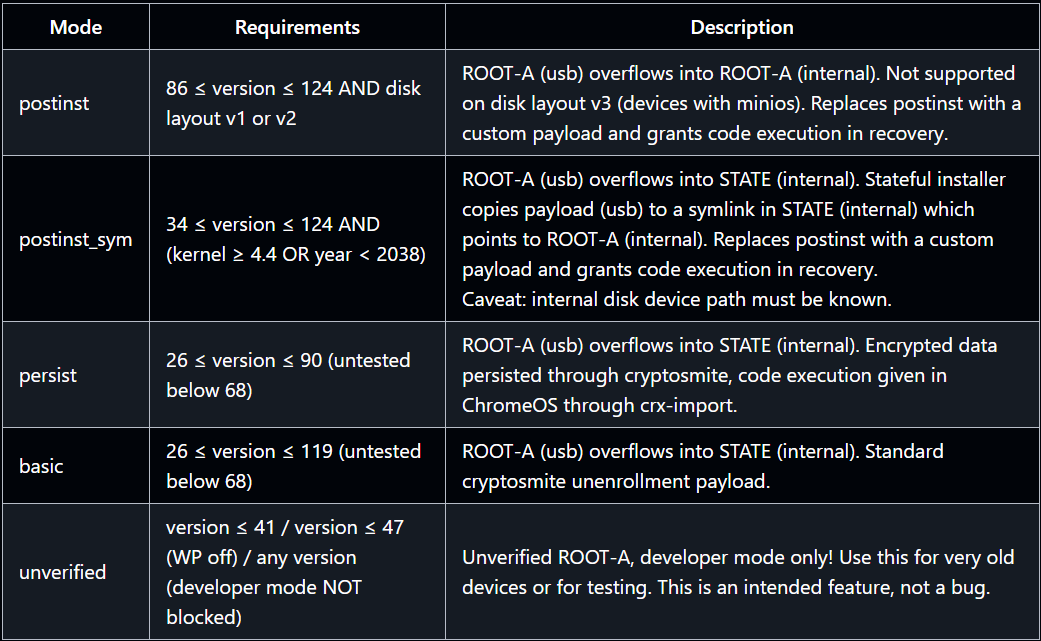 Mode Requirements Description
postinst
86 ≤ version ≤ 124 AND disk
layout v1 or v2
ROOT-A (usb) overflows into ROOT-A (internal). Not supported
on disk layout v3 (devices with minios). Replaces postinst with a
custom payload and grants code execution in recovery.
postinst_sym
34 ≤ version ≤ 124 AND
(kernel ≥ 4.4 OR year < 2038)
ROOT-A (usb) overflows into STATE (internal). Stateful installer
copies payload (usb) to a symlink in STATE (internal) which
points to ROOT-A (internal). Replaces postinst with a custom
payload and grants code execution in recovery.
Caveat: internal disk device path must be known.
persist
26 ≤ version ≤ 90 (untested
below 68)
ROOT-A (usb) overflows into STATE (internal). Encrypted data
persisted through cryptosmite, code execution given in
ChromeOS through crx-import.
basic
26 ≤ version ≤ 119 (untested
below 68)
ROOT-A (usb) overflows into STATE (internal). Standard
cryptosmite unenrollment payload.
unverified
version ≤ 41 / version ≤ 47
(WP off) / any version
(developer mode NOT
blocked)
Unverified ROOT-A, developer mode only! Use this for very old
devices or for testing. This is an intended feature, not a bug.